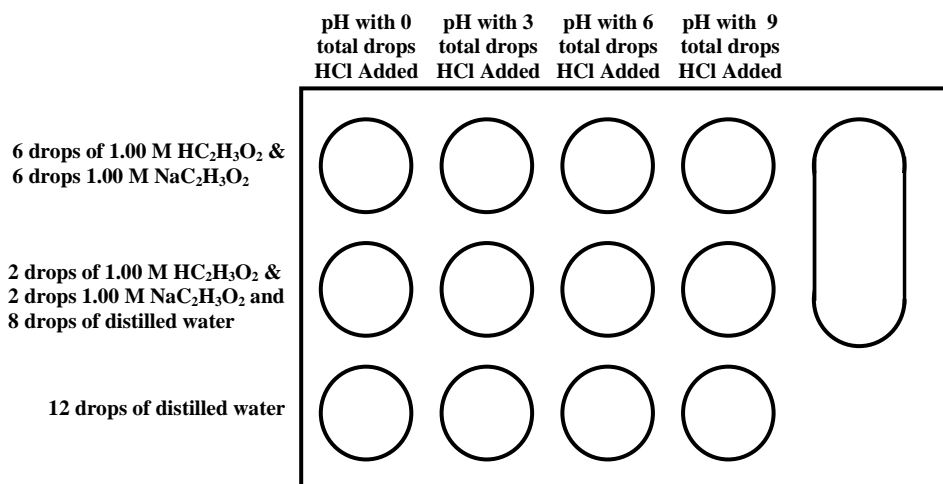 pH with 0 pH with 3 pH with 6 pH with 9
total drops total drops total drops total drops
HCl Added HCl Added HCl Added HCl Added
6 drops of 1.00 M HC₂H₃O₂ &
6 drops 1.00 M NaC₂H₃O₂
2 drops of 1.00 M HC₂H₃O₂ &
2 drops 1.00 M NaC₂H₃O₂ and
8 drops of distilled water
12 drops of distilled water